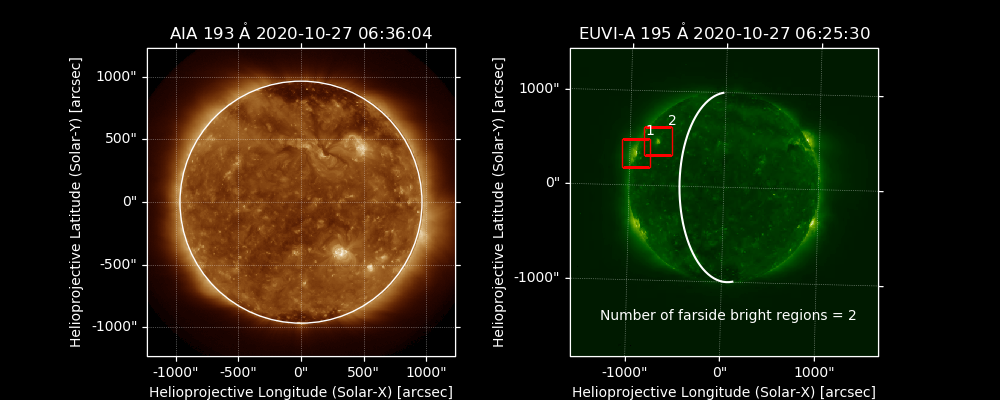 AIA 193 Å 2020-10-27 06:36:04
1000"
500"
0"
-500"
-1000"
Helioprojective Latitude (Solar-Y) [arcsec]
-1000"
-500"
0"
500"
1000"
Helioprojective Longitude (Solar-X) [arcsec]
EUVI-A 195 Å 2020-10-27 06:25:30
1000"
0"
-1000"
Helioprojective Latitude (Solar-Y) [arcsec]
1
2
Number of farside bright regions = 2
-1000"
0"
1000"
Helioprojective Longitude (Solar-X) [arcsec]